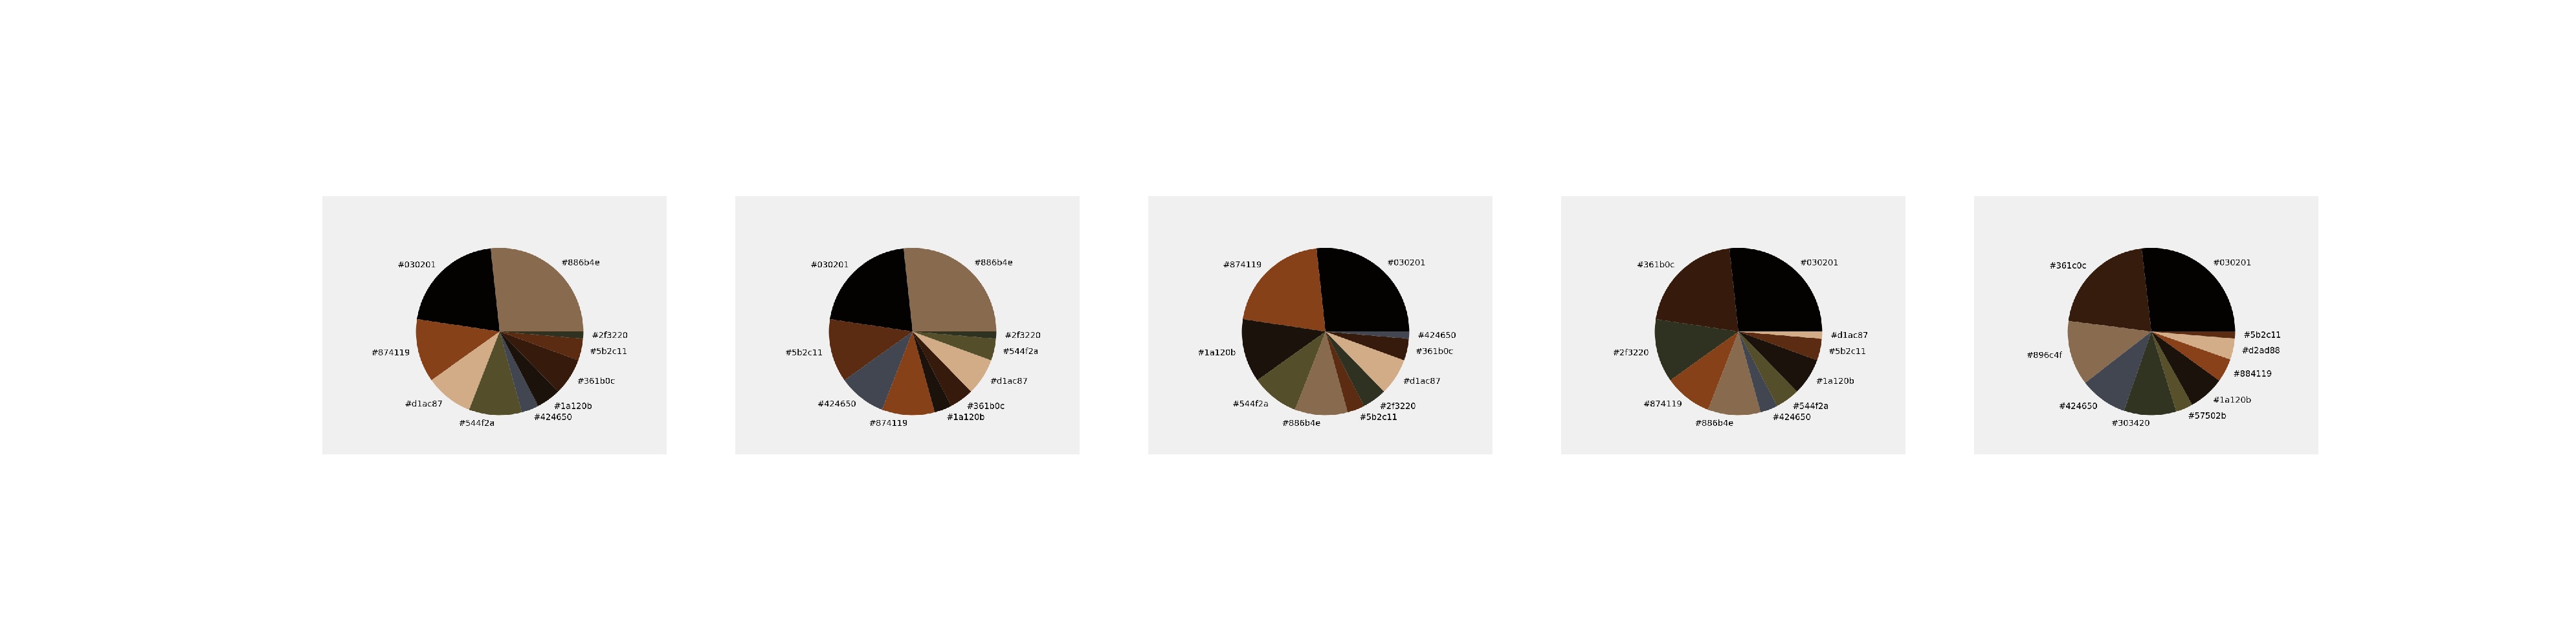 #886b4e
#030201
#874119
#d1ac87
#544f2a
#424650
#1a120b
#361b0c
#5b2c11
#2f3220
#886b4e
#030201
#5b2c11
#424650
#874119
#1a120b
#361b0c
#d1ac87
#544f2a
#2f3220
#030201
#874119
#1a120b
#544f2a
#886b4e
#5b2c11
#2f3220
#d1ac87
#361b0c
#424650
#030201
#361b0c
#2f3220
#874119
#886b4e
#424650
#544f2a
#1a120b
#5b2c11
#d1ac87
#030201
#361c0c
#896c4f
#424650
#303420
#57502b
#1a120b
#884119
#d2ad88
#5b2c11